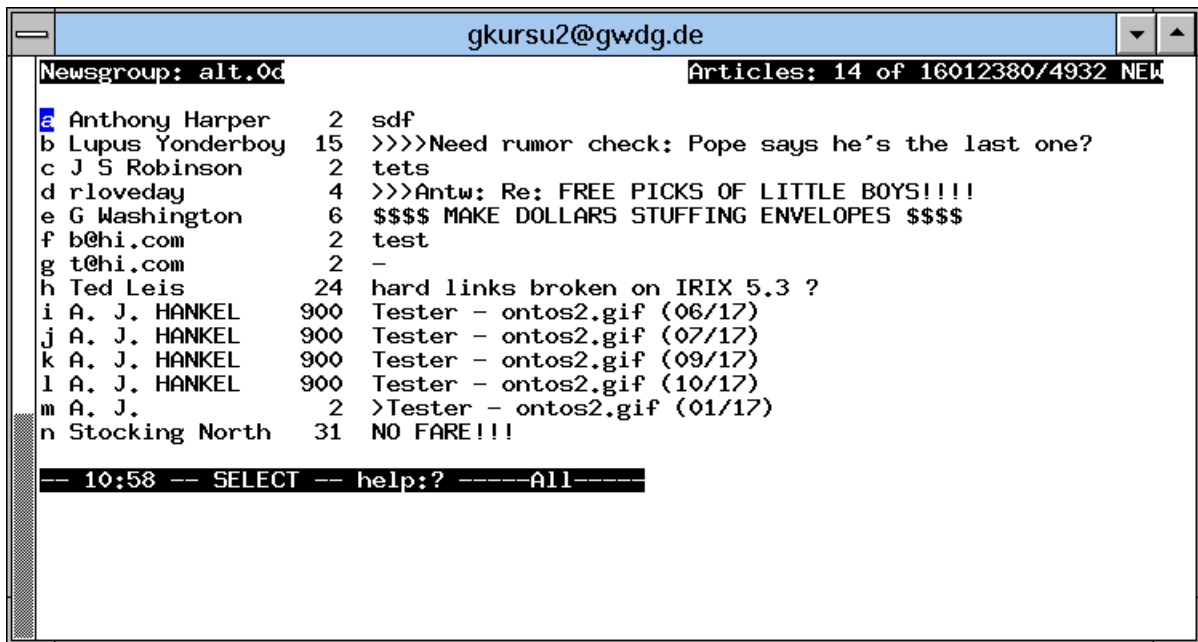 gkursu2@gwdg.de
Newsgroup: alt.0d Articles: 14 of 16012380/4932 NEW
a Anthony Harper 2 sdf
b Lupus Yonderboy 15 >>>>Need rumor check: Pope says he's the last one?
c J S Robinson 2 tets
d rloveday 4 >>>Antw: Re: FREE PICKS OF LITTLE BOYS!!!!
e G Washington 6 $$$$ MAKE DOLLARS STUFFING ENVELOPES $$$$
f b@hi.com 2 test
g t@hi.com 2 -
h Ted Leis 24 hard links broken on IRIX 5.3 ?
i A. J. HANKEL 900 Tester - ontos2.gif (06/17)
j A. J. HANKEL 900 Tester - ontos2.gif (07/17)
k A. J. HANKEL 900 Tester - ontos2.gif (09/17)
l A. J. HANKEL 900 Tester - ontos2.gif (10/17)
m A. J. 2 >Tester - ontos2.gif (01/17)
n Stocking North 31 NO FARE!!!
-- 10:58 -- SELECT -- help:? -----All-----